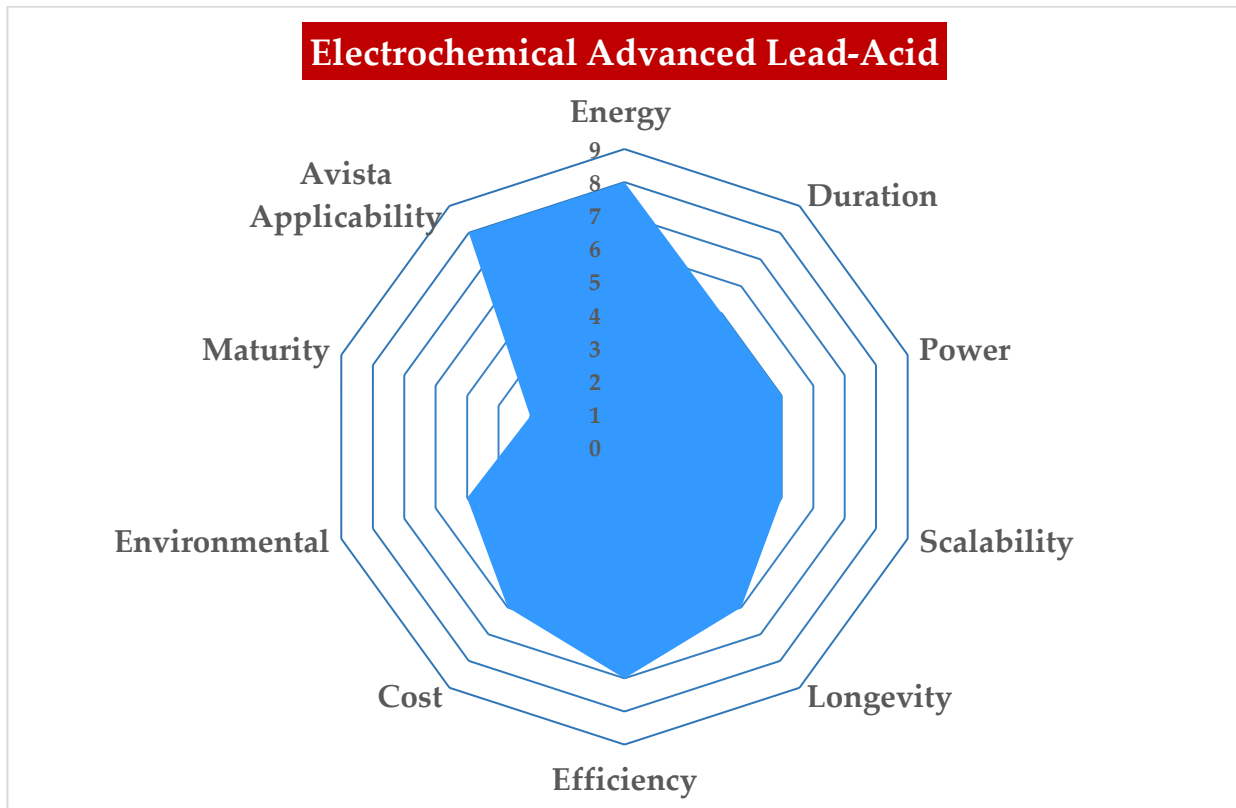 Electrochemical Advanced Lead-Acid
Energy
9
8
7
6
5
4
3
2
1
0
Duration
Power
Scalability
Longevity
Efficiency
Cost
Environmental
Maturity
Avista
Applicability